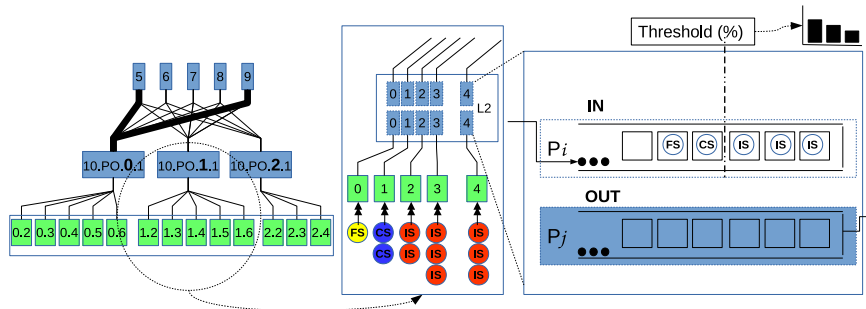 5 6 7 8 9
10.PO.0.1 10.PO.1.1 10.PO.2.1
0.2 0.3 0.4 0.5 0.6 1.2 1.3 1.4 1.5 1.6 2.2 2.3 2.4
0 1 2 3 4
L2
0 1 2 3 4
0 1 2 3 4
FS CS IS IS IS
CS IS IS IS
IS IS
Threshold (%)
IN
Pi FS CS IS IS IS
OUT
Pj